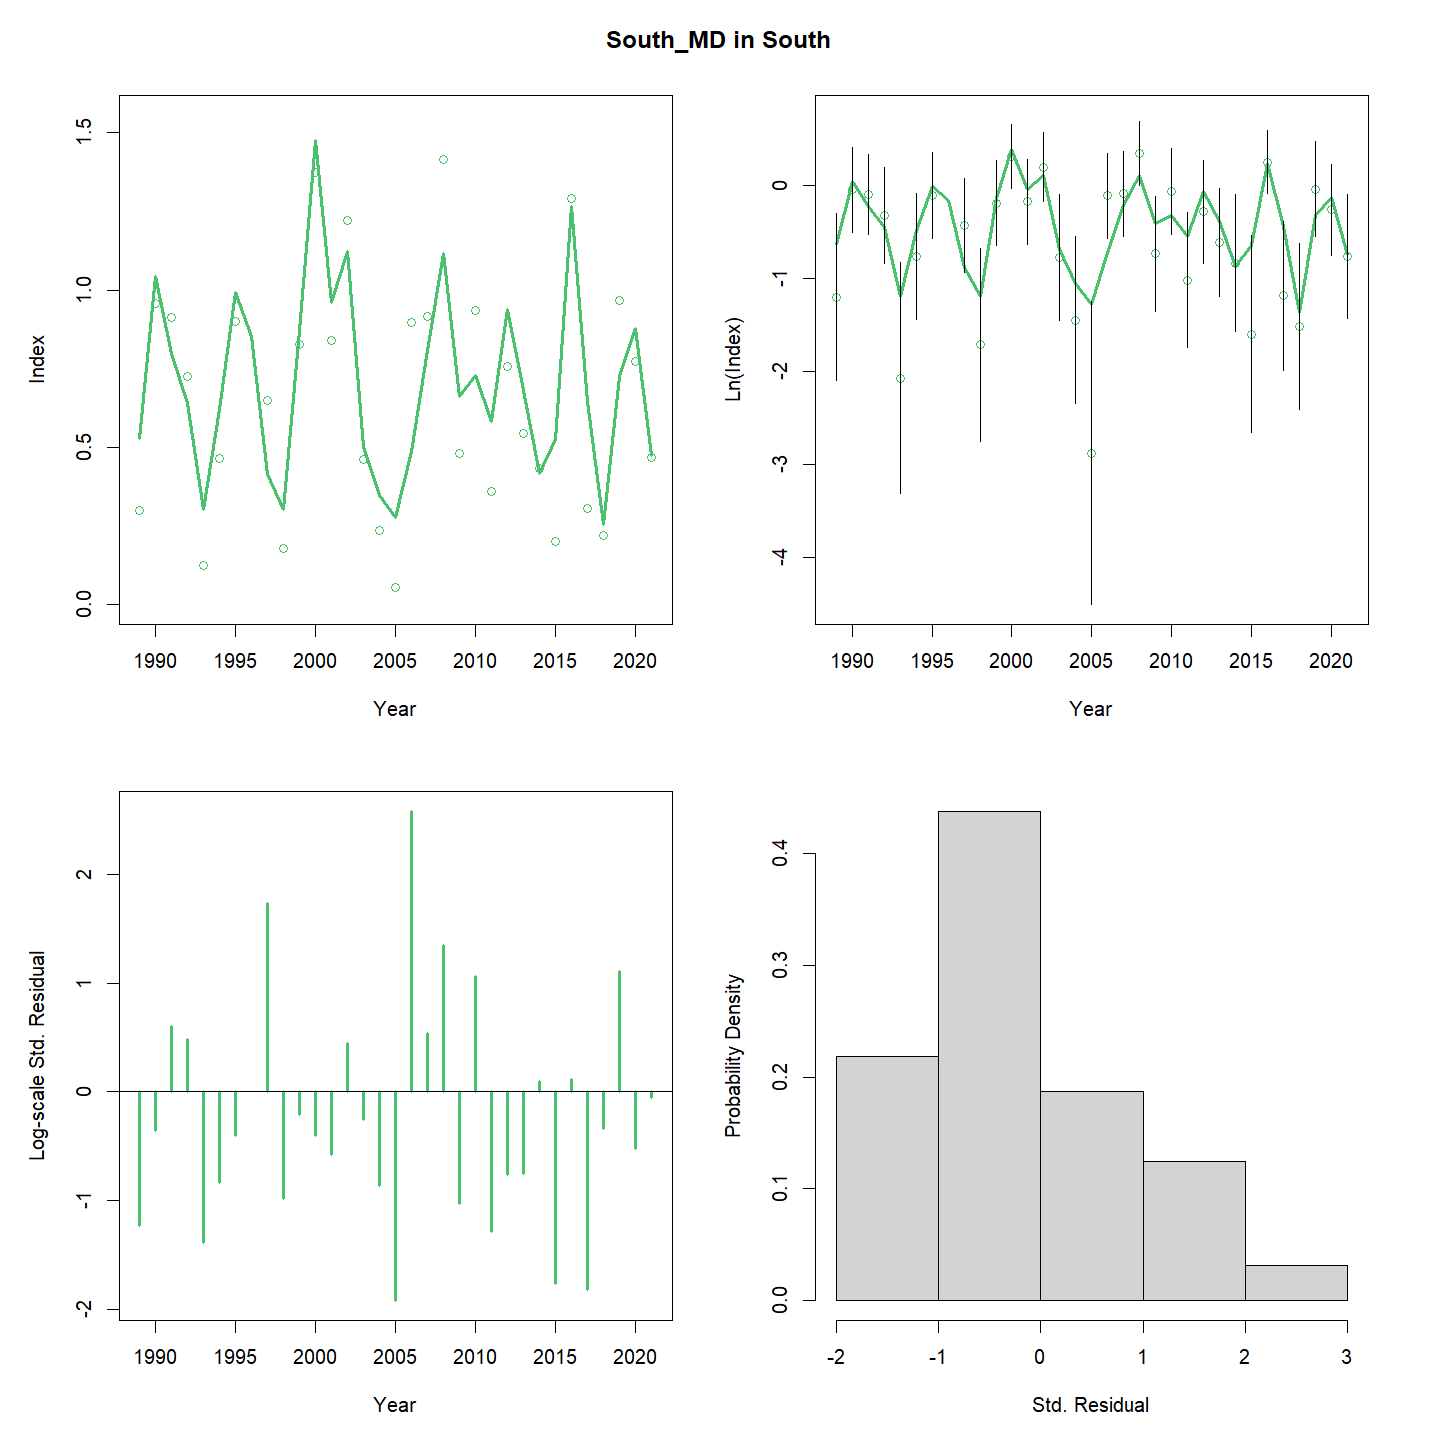 South_MD in South
Index
1.5
1.0
0.5
0.0
1990 1995 2000 2005 2010 2015 2020
Year
Ln(Index)
0
-1
-2
-3
-4
1990 1995 2000 2005 2010 2015 2020
Year
Log-scale Std. Residual
2
1
0
-1
-2
1990 1995 2000 2005 2010 2015 2020
Year
Probability Density
0.4
0.3
0.2
0.1
0.0
-2 -1 0 1 2 3
Std. Residual